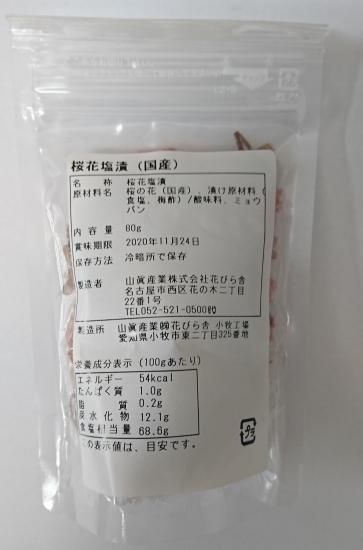 桜花塩漬（国産）
名　　称　桜花塩漬
原材料名　桜の花（国産）、漬け原材料（
食塩、梅酢）/酸味料、ミョウ
バン
内容量　80g
賞味期限　2020年11月24日
保存方法　冷暗所で保存
製造者　山眞産業株式会社花びら舎
名古屋市西区花の木二丁目
22番1号
TEL052-521-0500㈹
製造所　山眞産業㈱花びら舎 小牧工場
愛知県小牧市東二丁目325番地
栄養成分表示（100gあたり）
エネルギー　54kcal
たんぱく質　1.0g
脂　　質　0.2g
炭水化物　12.1g
食塩相当量　68.6g
この表示値は、目安です。
プラ